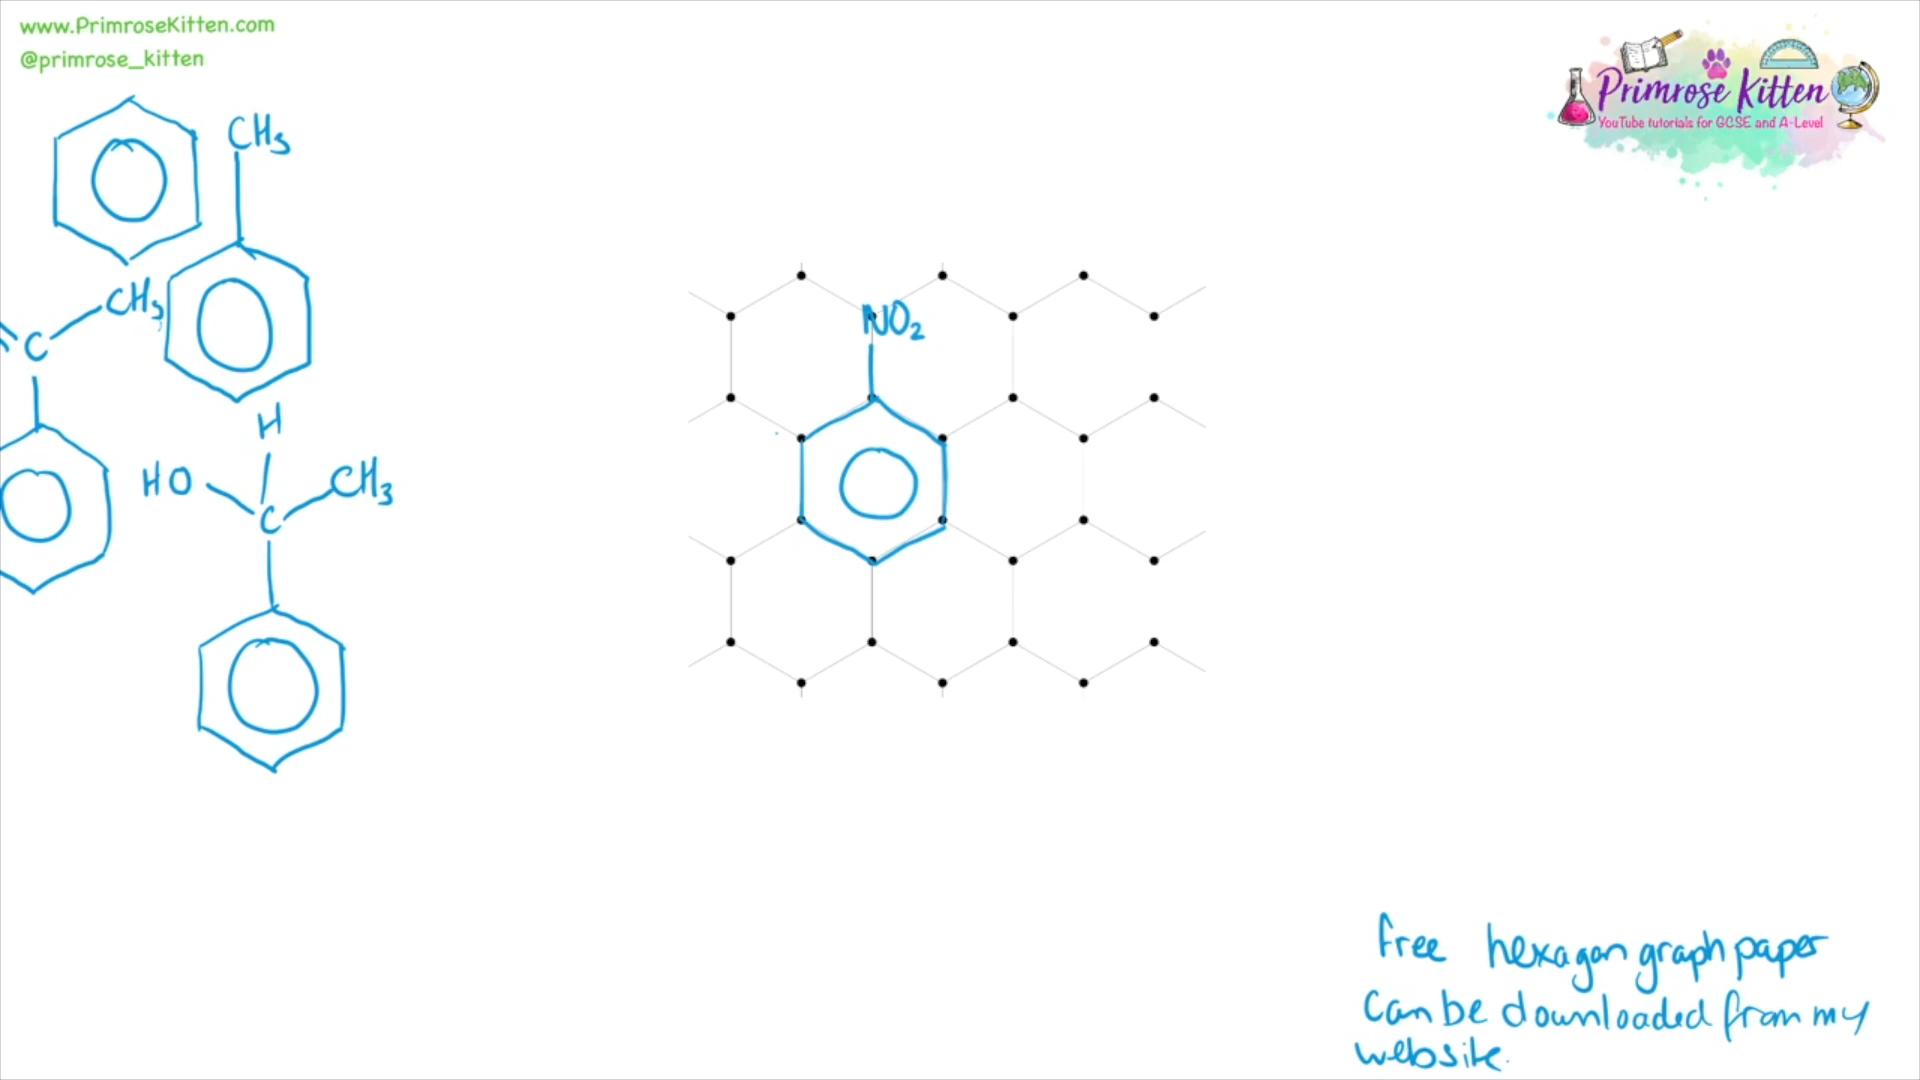 www.PrimroseKitten.com
@primrose_kitten
Primrose Kitten
YouTube tutorials for GCSE and A-Level
CH3
CH3
C
H
HO
CH3
C
NO2
free hexagon graph paper
Can be downloaded from my
website.